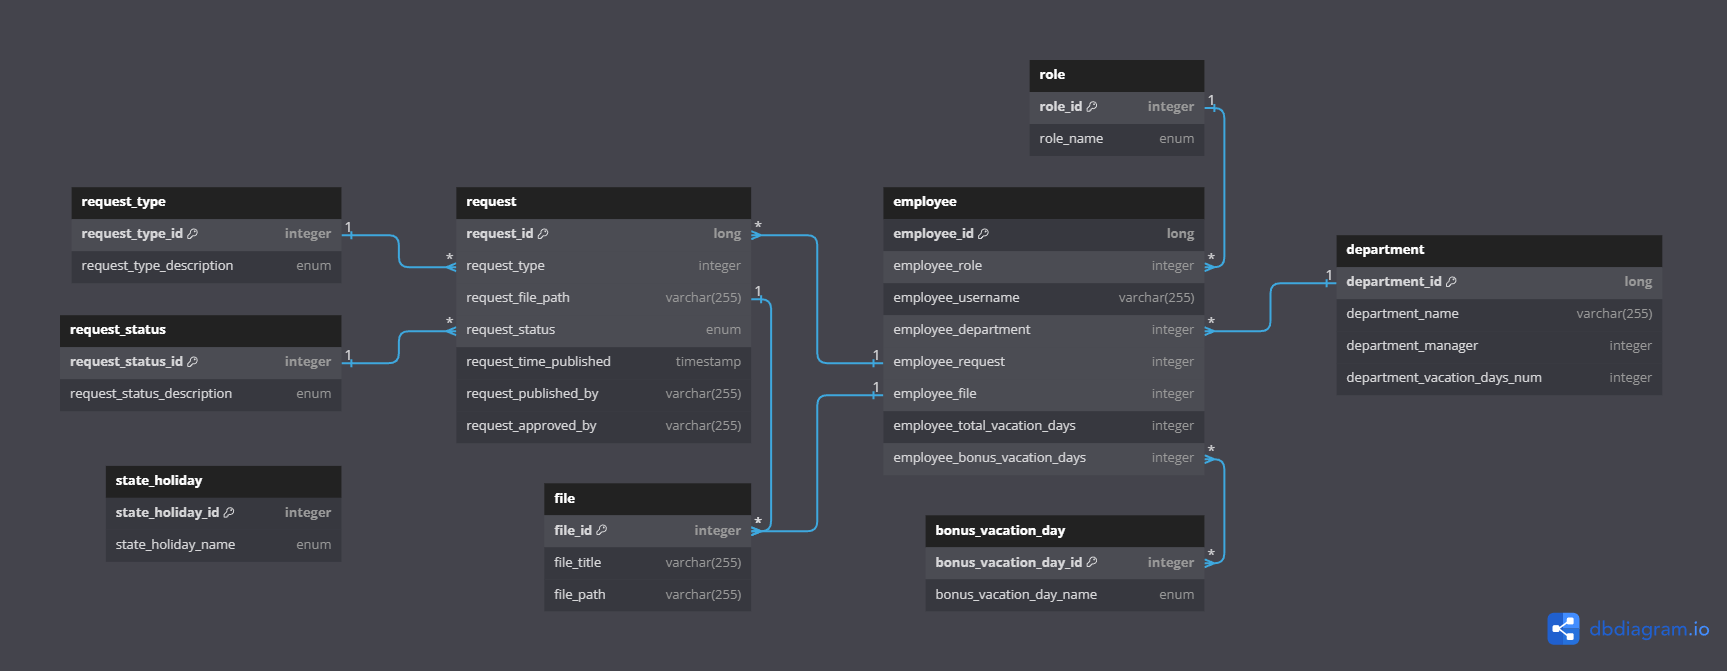 role
role_id integer
role_name enum
request_type
request_type_id integer
request_type_description enum
request_status
request_status_id integer
request_status_description enum
state_holiday
state_holiday_id integer
state_holiday_name enum
request
request_id long
request_type integer
request_file_path varchar(255)
request_status enum
request_time_published timestamp
request_published_by varchar(255)
request_approved_by varchar(255)
file
file_id integer
file_title varchar(255)
file_path varchar(255)
employee
employee_id long
employee_role integer
employee_username varchar(255)
employee_department integer
employee_request integer
employee_file integer
employee_total_vacation_days integer
employee_bonus_vacation_days integer
bonus_vacation_day
bonus_vacation_day_id integer
bonus_vacation_day_name enum
department
department_id long
department_name varchar(255)
department_manager integer
department_vacation_days_num integer
1
*
1
*
*
1
1
*
1
1
*
*
1
*
*
dbdiagram.io